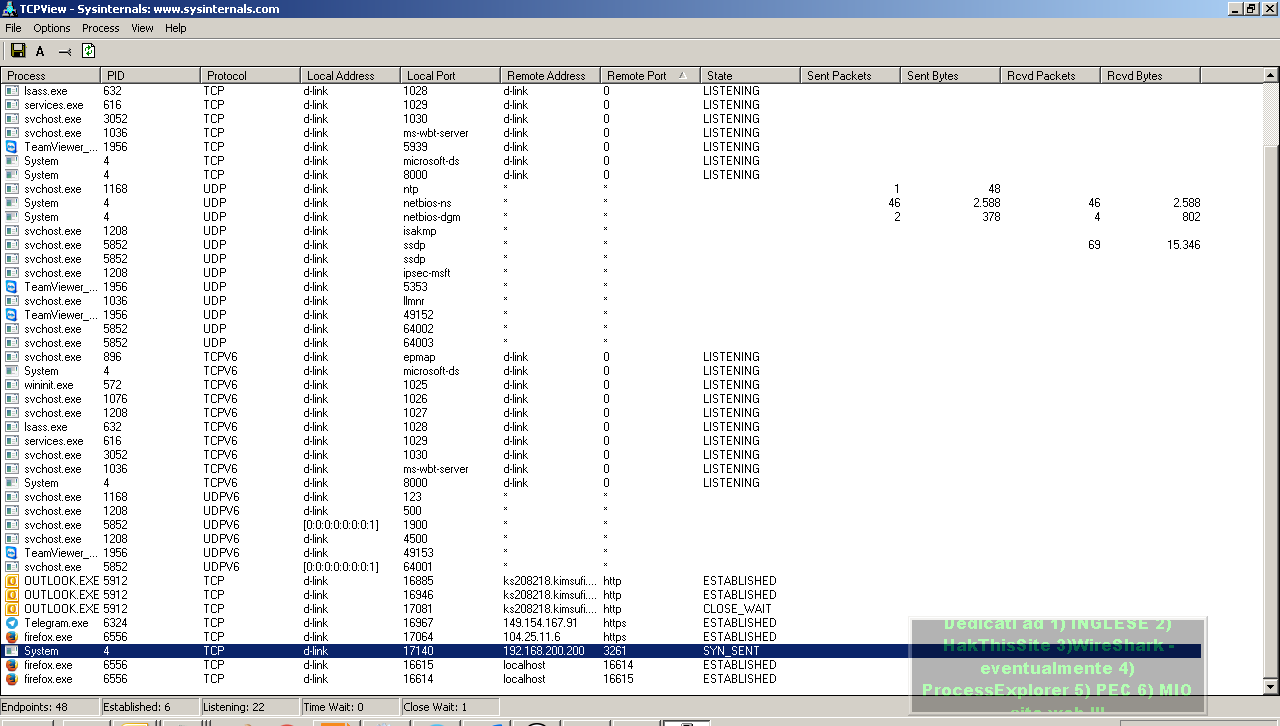 TCPView - Sysinternals: www.sysinternals.com
File Options Process View Help
A
Process PID Protocol Local Address Local Port Remote Address Remote Port State Sent Packets Sent Bytes Rcvd Packets Rcvd Bytes
lsass.exe 632 TCP d-link 1028 d-link 0 LISTENING
services.exe 616 TCP d-link 1029 d-link 0 LISTENING
svchost.exe 3052 TCP d-link 1030 d-link 0 LISTENING
svchost.exe 1036 TCP d-link ms-wbt-server d-link 0 LISTENING
TeamViewer_... 1956 TCP d-link 5939 d-link 0 LISTENING
System 4 TCP d-link microsoft-ds d-link 0 LISTENING
System 4 TCP d-link 8000 d-link 0 LISTENING
svchost.exe 1168 UDP d-link ntp * * 1 48
System 4 UDP d-link netbios-ns * * 46 2.588 46 2.588
System 4 UDP d-link netbios-dgm * * 2 378 4 802
svchost.exe 1208 UDP d-link isakmp * *
svchost.exe 5852 UDP d-link ssdp * * 69 15.346
svchost.exe 5852 UDP d-link ssdp * *
svchost.exe 1208 UDP d-link ipsec-msft * *
TeamViewer_... 1956 UDP d-link 5353 * *
svchost.exe 1036 UDP d-link llmnr * *
TeamViewer_... 1956 UDP d-link 49152 * *
svchost.exe 5852 UDP d-link 64002 * *
svchost.exe 5852 UDP d-link 64003 * *
svchost.exe 896 TCPV6 d-link epmap d-link 0 LISTENING
System 4 TCPV6 d-link microsoft-ds d-link 0 LISTENING
wininit.exe 572 TCPV6 d-link 1025 d-link 0 LISTENING
svchost.exe 1076 TCPV6 d-link 1026 d-link 0 LISTENING
svchost.exe 1208 TCPV6 d-link 1027 d-link 0 LISTENING
lsass.exe 632 TCPV6 d-link 1028 d-link 0 LISTENING
services.exe 616 TCPV6 d-link 1029 d-link 0 LISTENING
svchost.exe 3052 TCPV6 d-link 1030 d-link 0 LISTENING
svchost.exe 1036 TCPV6 d-link ms-wbt-server d-link 0 LISTENING
System 4 TCPV6 d-link 8000 d-link 0 LISTENING
svchost.exe 1168 UDPV6 d-link 123 * *
svchost.exe 1208 UDPV6 d-link 500 * *
svchost.exe 5852 UDPV6 [0:0:0:0:0:0:0:1] 1900 * *
svchost.exe 1208 UDPV6 d-link 4500 * *
TeamViewer_... 1956 UDPV6 d-link 49153 * *
svchost.exe 5852 UDPV6 [0:0:0:0:0:0:0:1] 64001 * *
OUTLOOK.EXE 5912 TCP d-link 16885 ks208218.kimsufi.... http ESTABLISHED
OUTLOOK.EXE 5912 TCP d-link 16946 ks208218.kimsufi.... http ESTABLISHED
OUTLOOK.EXE 5912 TCP d-link 17081 ks208218.kimsufi.... http CLOSE_WAIT
Telegram.exe 6324 TCP d-link 16967 149.154.167.91 https ESTABLISHED
firefox.exe 6556 TCP d-link 17064 104.25.11.6 https ESTABLISHED
System 4 TCP d-link 17140 192.168.200.200 3261 SYN_SENT
firefox.exe 6556 TCP d-link 16615 localhost 16614 ESTABLISHED
firefox.exe 6556 TCP d-link 16614 localhost 16615 ESTABLISHED
Dedicati ad 1) INGLESE 2)
HakThisSite 3)WireShark -
eventualmente 4)
ProcessExplorer 5) PEC 6) MIO
sito web !!!
Endpoints: 48 Established: 6 Listening: 22 Time Wait: 0 Close Wait: 1